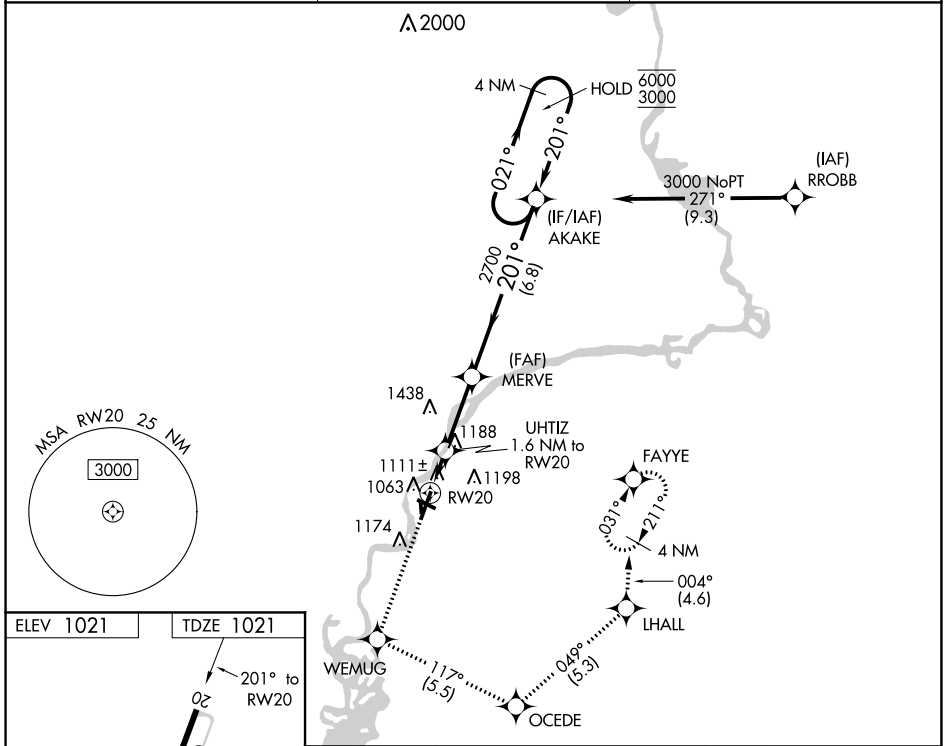 2000
4 NM
HOLD
6000
3000
021°
201°
(IF/IAF)
AKAKE
3000 NoPT
271°
(9.3)
(IAF)
RROBB
2700
201°
(6.8)
(FAF)
MERVE
1438
1188
UHTIZ
1.6 NM to
RW20
1111±
1063
1198
RW20
1174
FAYYE
031°
211°
4 NM
004°
(4.6)
LHALL
MSA RW20 25 NM
3000
WEMUG
117°
(5.5)
049°
(5.3)
OCEDE
ELEV 1021
TDZE 1021
201° to
RW20
20